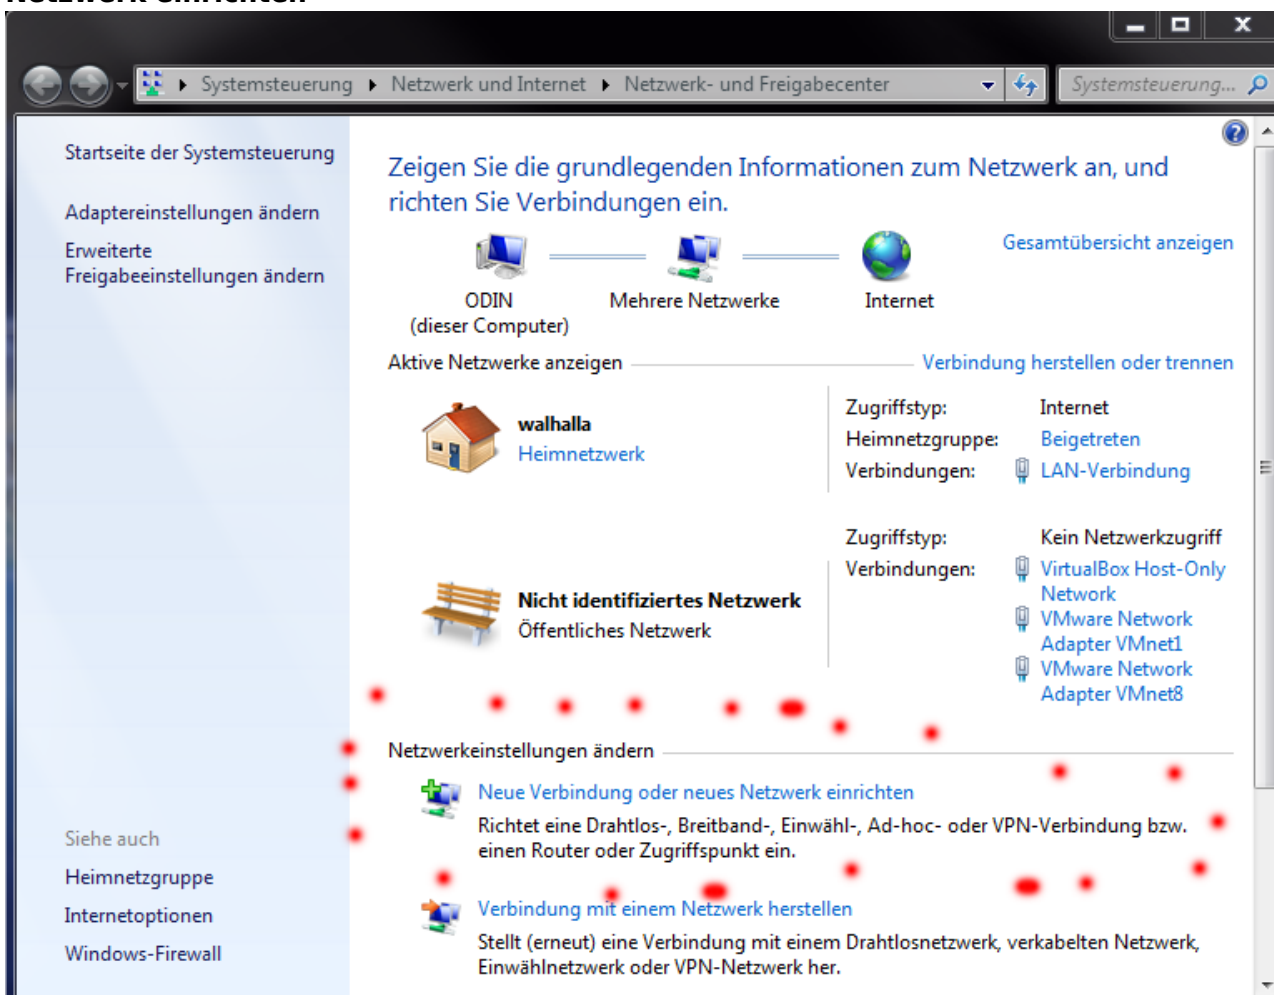 Netzwerk einrichten
Systemsteuerung ▸ Netzwerk und Internet ▸ Netzwerk- und Freigabecenter
Systemsteuerung...
Startseite der Systemsteuerung
Adaptereinstellungen ändern
Erweiterte
Freigabeeinstellungen ändern
Siehe auch
Heimnetzgruppe
Internetoptionen
Windows-Firewall
Zeigen Sie die grundlegenden Informationen zum Netzwerk an, und
richten Sie Verbindungen ein.
Gesamtübersicht anzeigen
ODIN
(dieser Computer)
Mehrere Netzwerke
Internet
Aktive Netzwerke anzeigen
Verbindung herstellen oder trennen
walhalla
Heimnetzwerk
Zugriffstyp: Internet
Heimnetzgruppe: Beigetreten
Verbindungen: LAN-Verbindung
Nicht identifiziertes Netzwerk
Öffentliches Netzwerk
Zugriffstyp: Kein Netzwerkzugriff
Verbindungen: VirtualBox Host-Only
Network
VMware Network
Adapter VMnet1
VMware Network
Adapter VMnet8
Netzwerkeinstellungen ändern
Neue Verbindung oder neues Netzwerk einrichten
Richtet eine Drahtlos-, Breitband-, Einwähl-, Ad-hoc- oder VPN-Verbindung bzw.
einen Router oder Zugriffspunkt ein.
Verbindung mit einem Netzwerk herstellen
Stellt (erneut) eine Verbindung mit einem Drahtlosnetzwerk, verkabelten Netzwerk,
Einwählnetzwerk oder VPN-Netzwerk her.